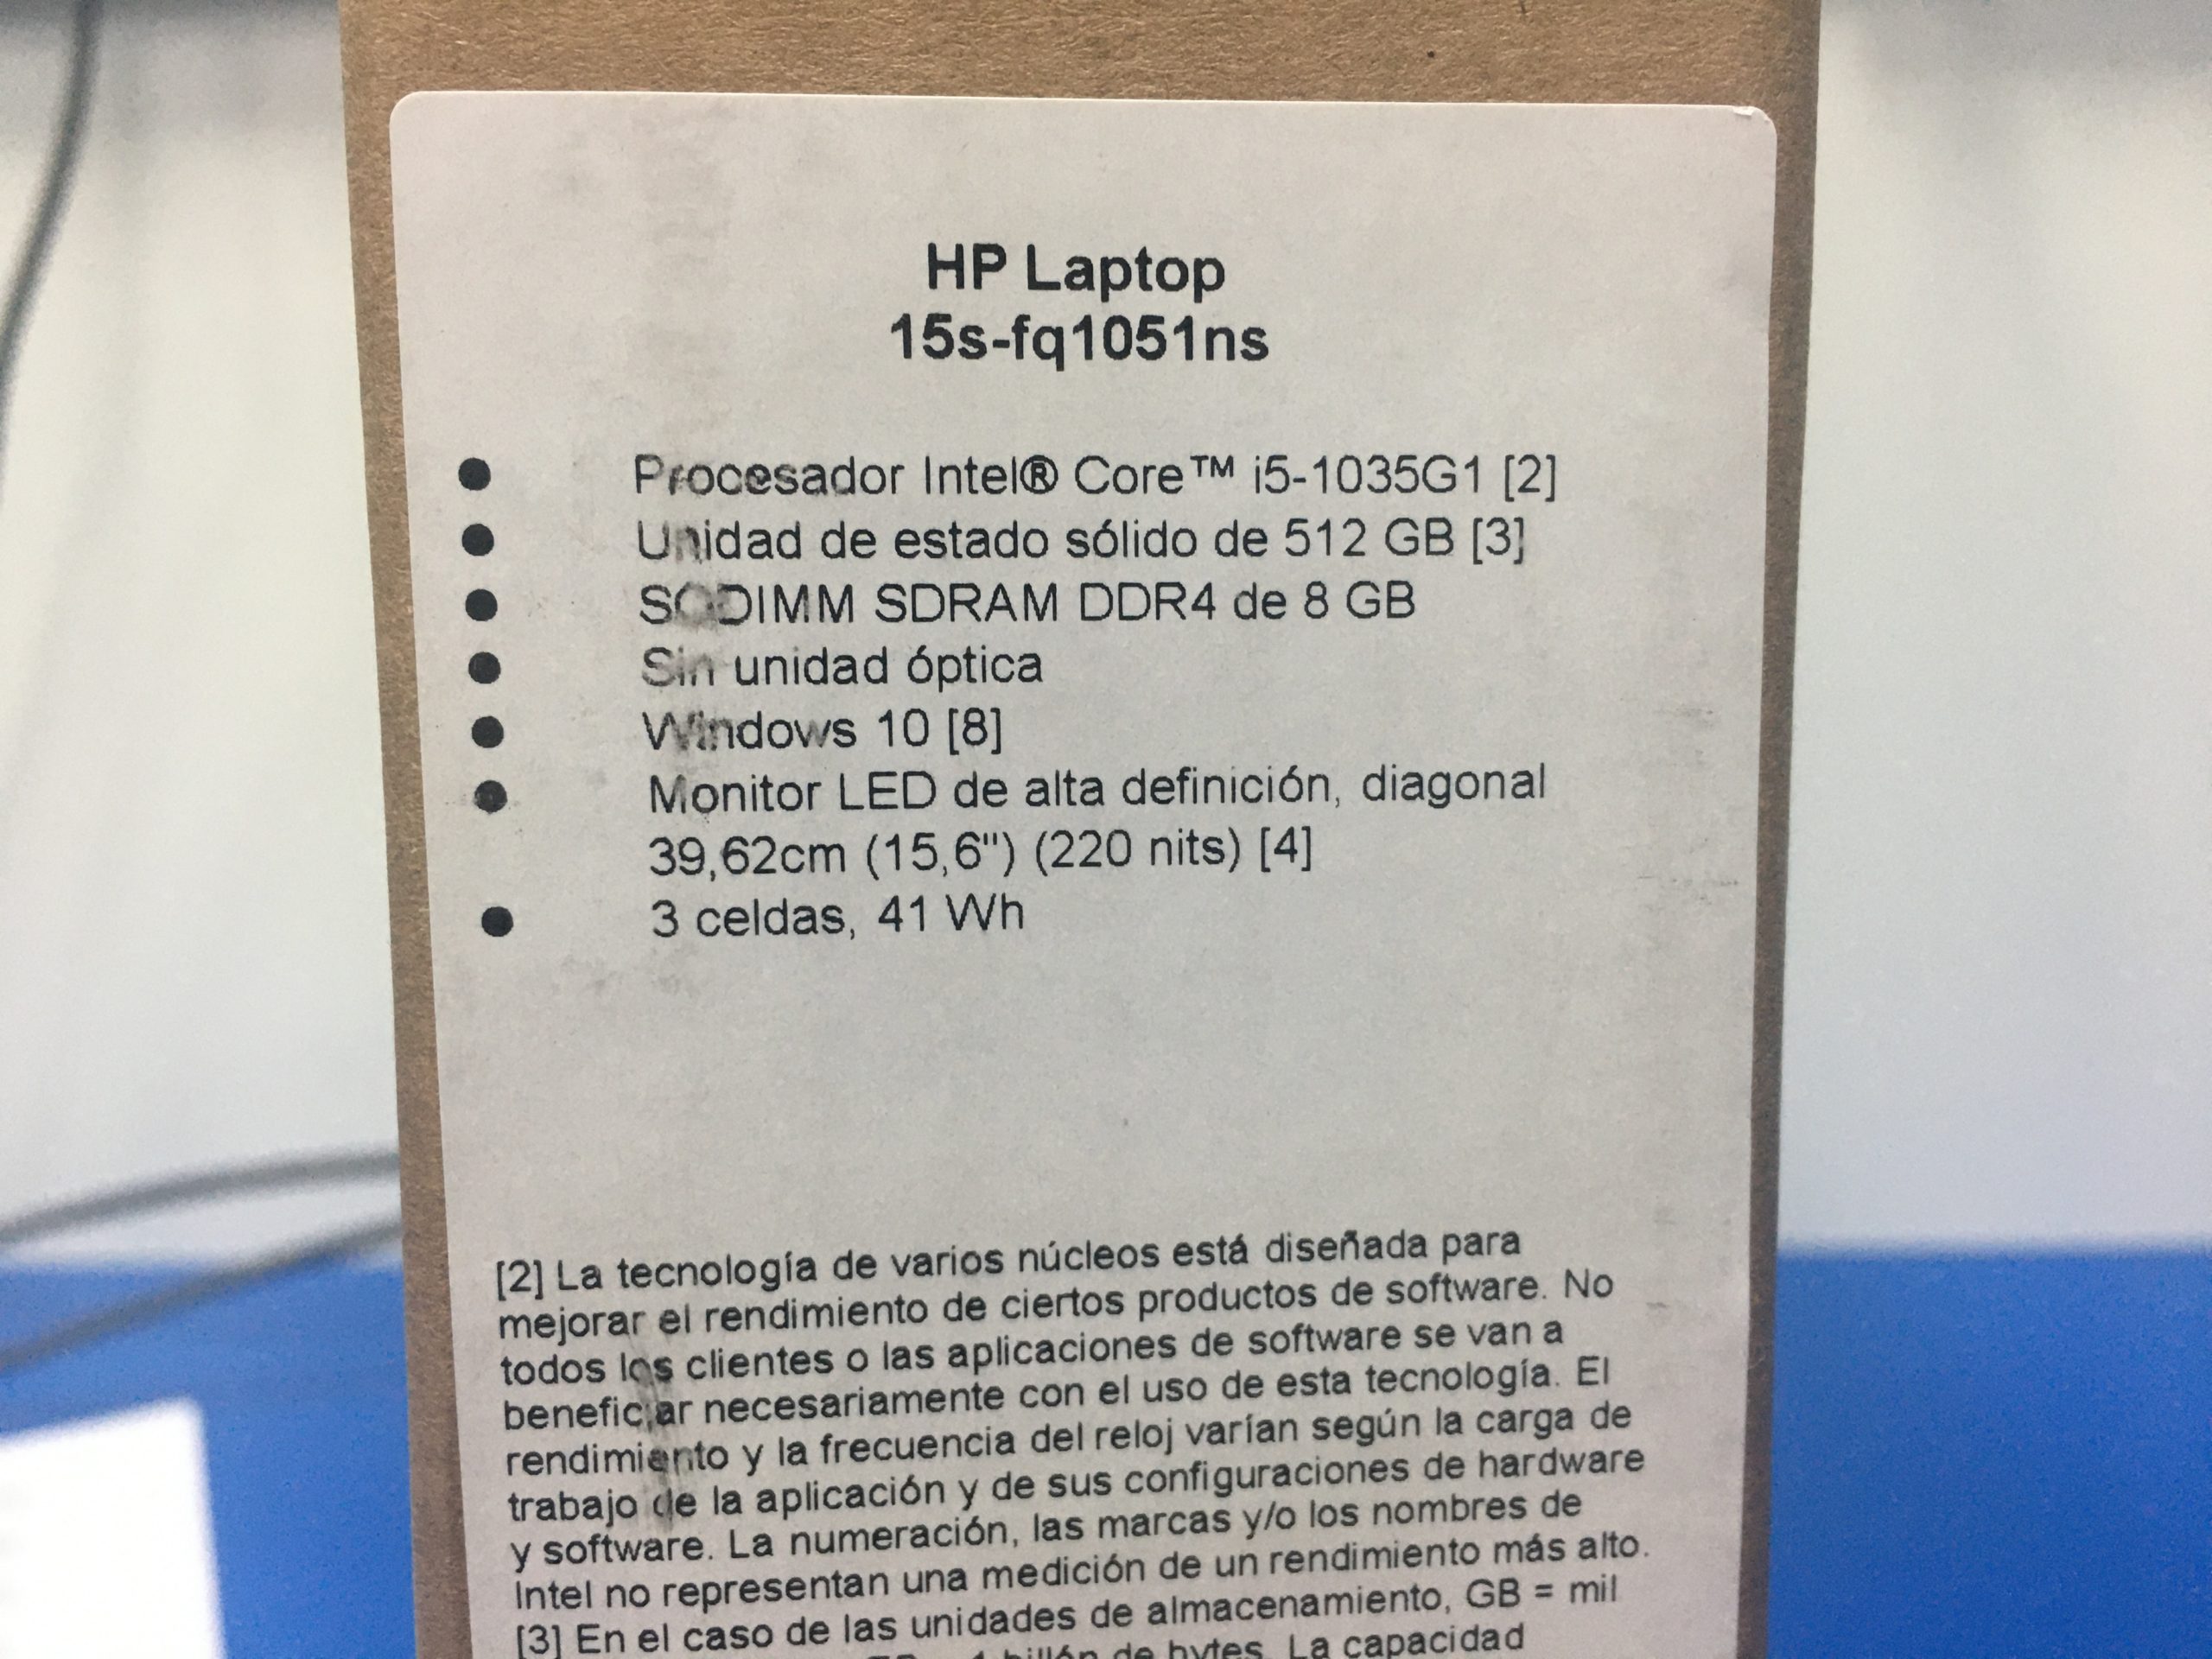 HP Laptop
15s-fq1051ns
● Procesador Intel® Core™ i5-1035G1 [2]
● Unidad de estado sólido de 512 GB [3]
● SODIMM SDRAM DDR4 de 8 GB
● Sin unidad óptica
● Windows 10 [8]
● Monitor LED de alta definición, diagonal
39,62cm (15,6") (220 nits) [4]
● 3 celdas, 41 Wh
[2] La tecnología de varios núcleos está diseñada para
mejorar el rendimiento de ciertos productos de software. No
todos los clientes o las aplicaciones de software se van a
beneficiar necesariamente con el uso de esta tecnología. El
rendimiento y la frecuencia del reloj varían según la carga de
trabajo de la aplicación y de sus configuraciones de hardware
y software. La numeración, las marcas y/o los nombres de
Intel no representan una medición de un rendimiento más alto.
[3] En el caso de las unidades de almacenamiento, GB = mil
1 billón de bytes. La capacidad